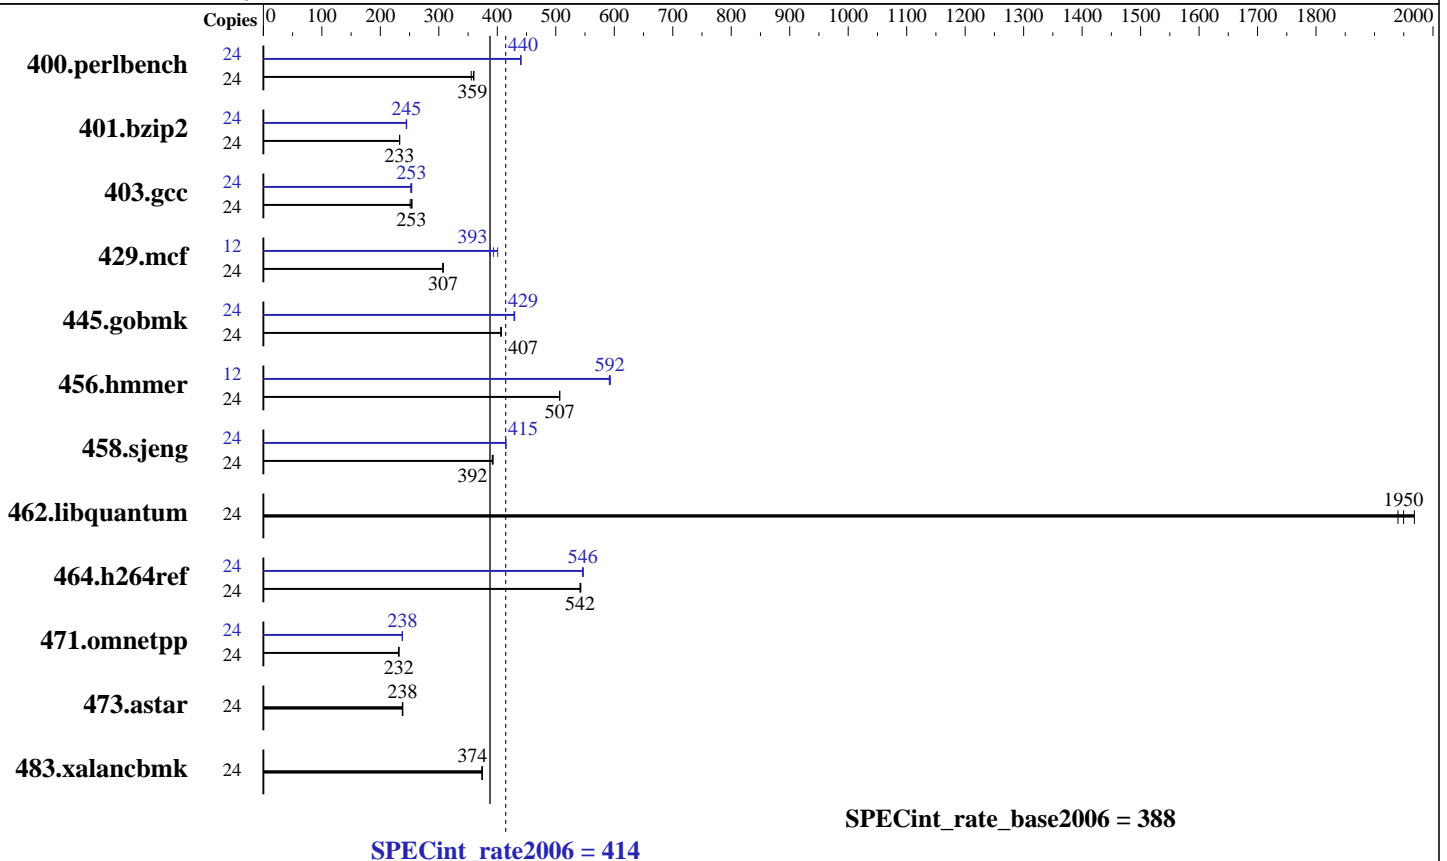 Copies 0 100 200 300 400 500 600 700 800 900 1000 1100 1200 1300 1400 1500 1600 1700 1800 2000
400.perlbench 24 440
24 359
401.bzip2 24 245
24 233
403.gcc 24 253
24 253
429.mcf 12 393
24 307
445.gobmk 24 429
24 407
456.hmmer 12 592
24 507
458.sjeng 24 415
24 392
462.libquantum 24 1950
464.h264ref 24 546
24 542
471.omnetpp 24 238
24 232
473.astar 24 238
483.xalancbmk 24 374
SPECint_rate_base2006 = 388
SPECint_rate2006 = 414